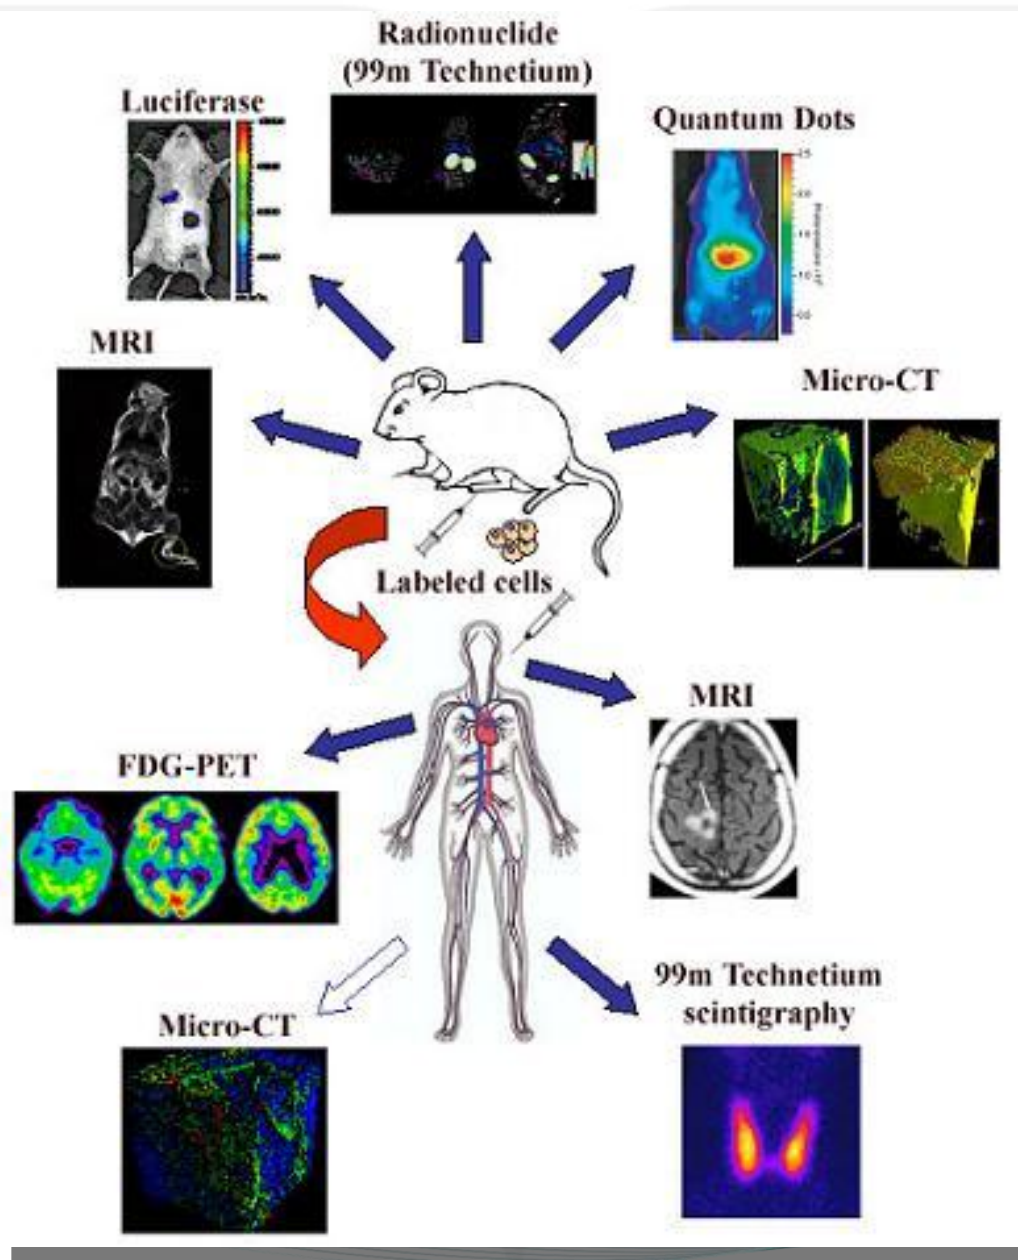 Radionuclide
(99m Technetium)
Luciferase
Quantum Dots
MRI
Micro-CT
Labeled cells
MRI
FDG-PET
99m Technetium
scintigraphy
Micro-CT